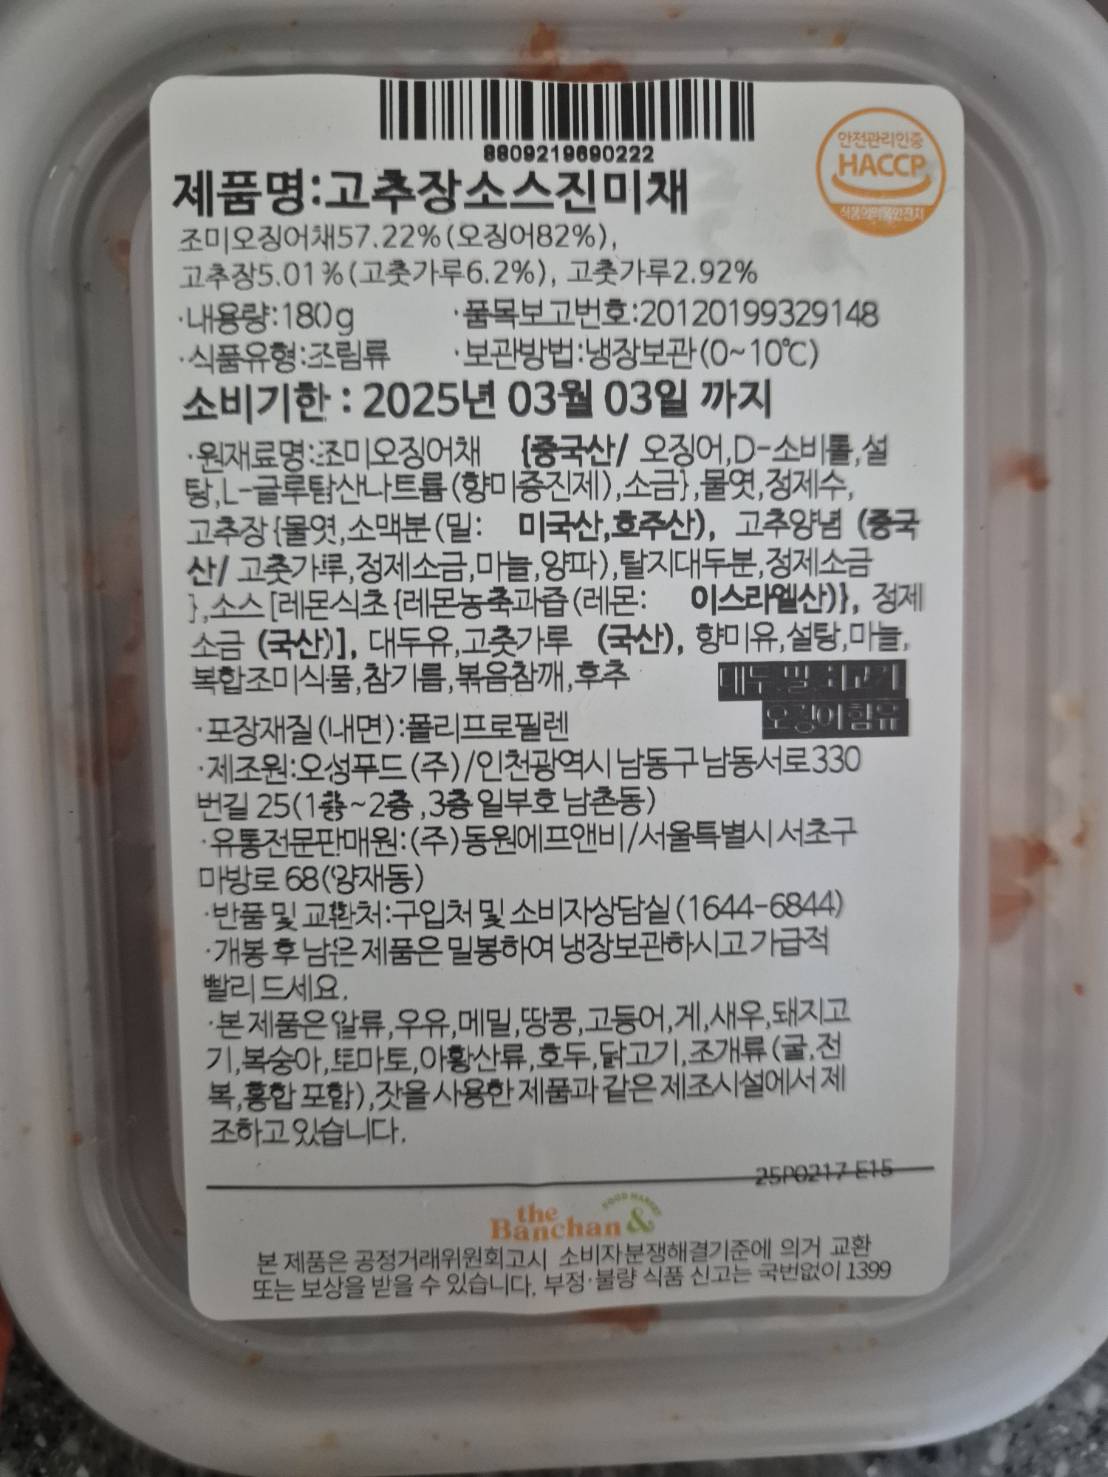 8809219690222
안전관리인증
HACCP
식품의약품안전처
제품명:고추장소스진미채
조미오징어채57.22%(오징어82%),
고추장5.01%(고춧가루6.2%), 고춧가루2.92%
·내용량:180g ·품목보고번호:20120199329148
·식품유형:조림류 ·보관방법:냉장보관(0~10℃)
소비기한 : 2025년 03월 03일 까지
·원재료명:조미오징어채 {중국산/ 오징어,D-소비톨,설
탕,L-글루탐산나트륨(향미증진제),소금},물엿,정제수,
고추장{물엿,소맥분(밀: 미국산,호주산), 고추양념 (중국
산/ 고춧가루,정제소금,마늘,양파),탈지대두분,정제소금
},소스[레몬식초{레몬농축과즙(레몬: 이스라엘산)}, 정제
소금 (국산)], 대두유,고춧가루 (국산), 향미유,설탕,마늘,
복합조미식품,참기름,볶음참깨,후추 대두,밀,쇠고기
오징어함유
·포장재질(내면):폴리프로필렌
·제조원:오성푸드(주)/인천광역시 남동구 남동서로330
번길 25(1층~2층,3층 일부호 남촌동)
·유통전문판매원:(주)동원에프앤비/서울특별시 서초구
마방로 68(양재동)
·반품 및 교환처:구입처 및 소비자상담실(1644-6844)
·개봉 후 남은 제품은 밀봉하여 냉장보관하시고 가급적
빨리 드세요.
·본 제품은 알류,우유,메밀,땅콩,고등어,게,새우,돼지고
기,복숭아,토마토,아황산류,호두,닭고기,조개류(굴,전
복,홍합 포함),잣을 사용한 제품과 같은 제조시설에서 제
조하고 있습니다.
25P0217 E15
FOOD MARKET
the
Banchan &
본 제품은 공정거래위원회고시 소비자분쟁해결기준에 의거 교환
또는 보상을 받을 수 있습니다. 부정·불량 식품 신고는 국번없이 1399